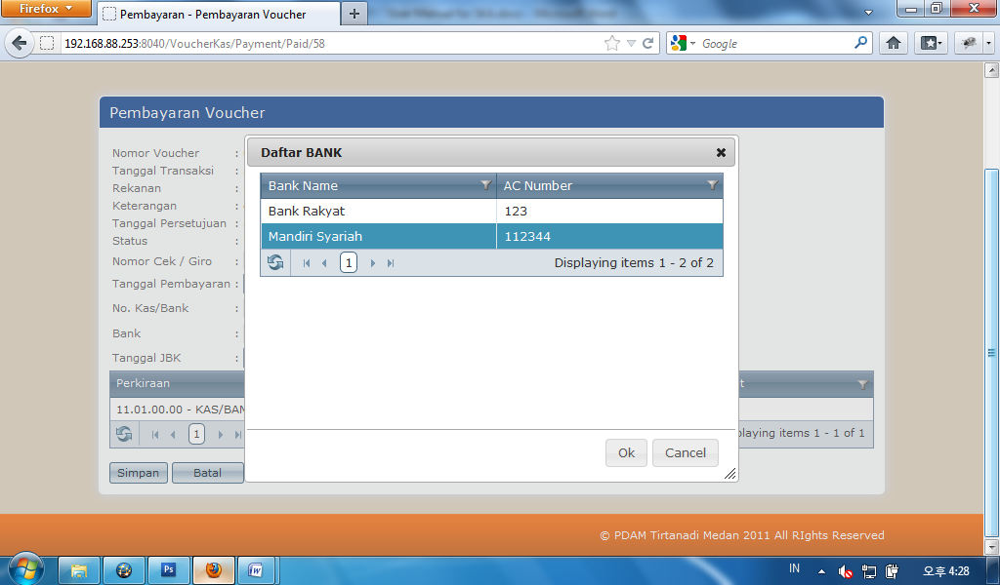 Firefox
Pembayaran - Pembayaran Voucher
192.168.88.253:8040/VoucherKas/Payment/Paid/58
Google
Pembayaran Voucher
Nomor Voucher :
Tanggal Transaksi :
Rekanan :
Keterangan :
Tanggal Persetujuan :
Status :
Nomor Cek / Giro :
Tanggal Pembayaran :
No. Kas/Bank :
Bank :
Tanggal JBK :
Daftar BANK
Bank Name AC Number
Bank Rakyat 123
Mandiri Syariah 112344
1 Displaying items 1 - 2 of 2
Ok Cancel
Perkiraan
11.01.00.00 - KAS/BAN
1 laying items 1 - 1 of 1
Simpan Batal
© PDAM Tirtanadi Medan 2011 All RIghts Reserved
Ps
W
IN
오후 4:28